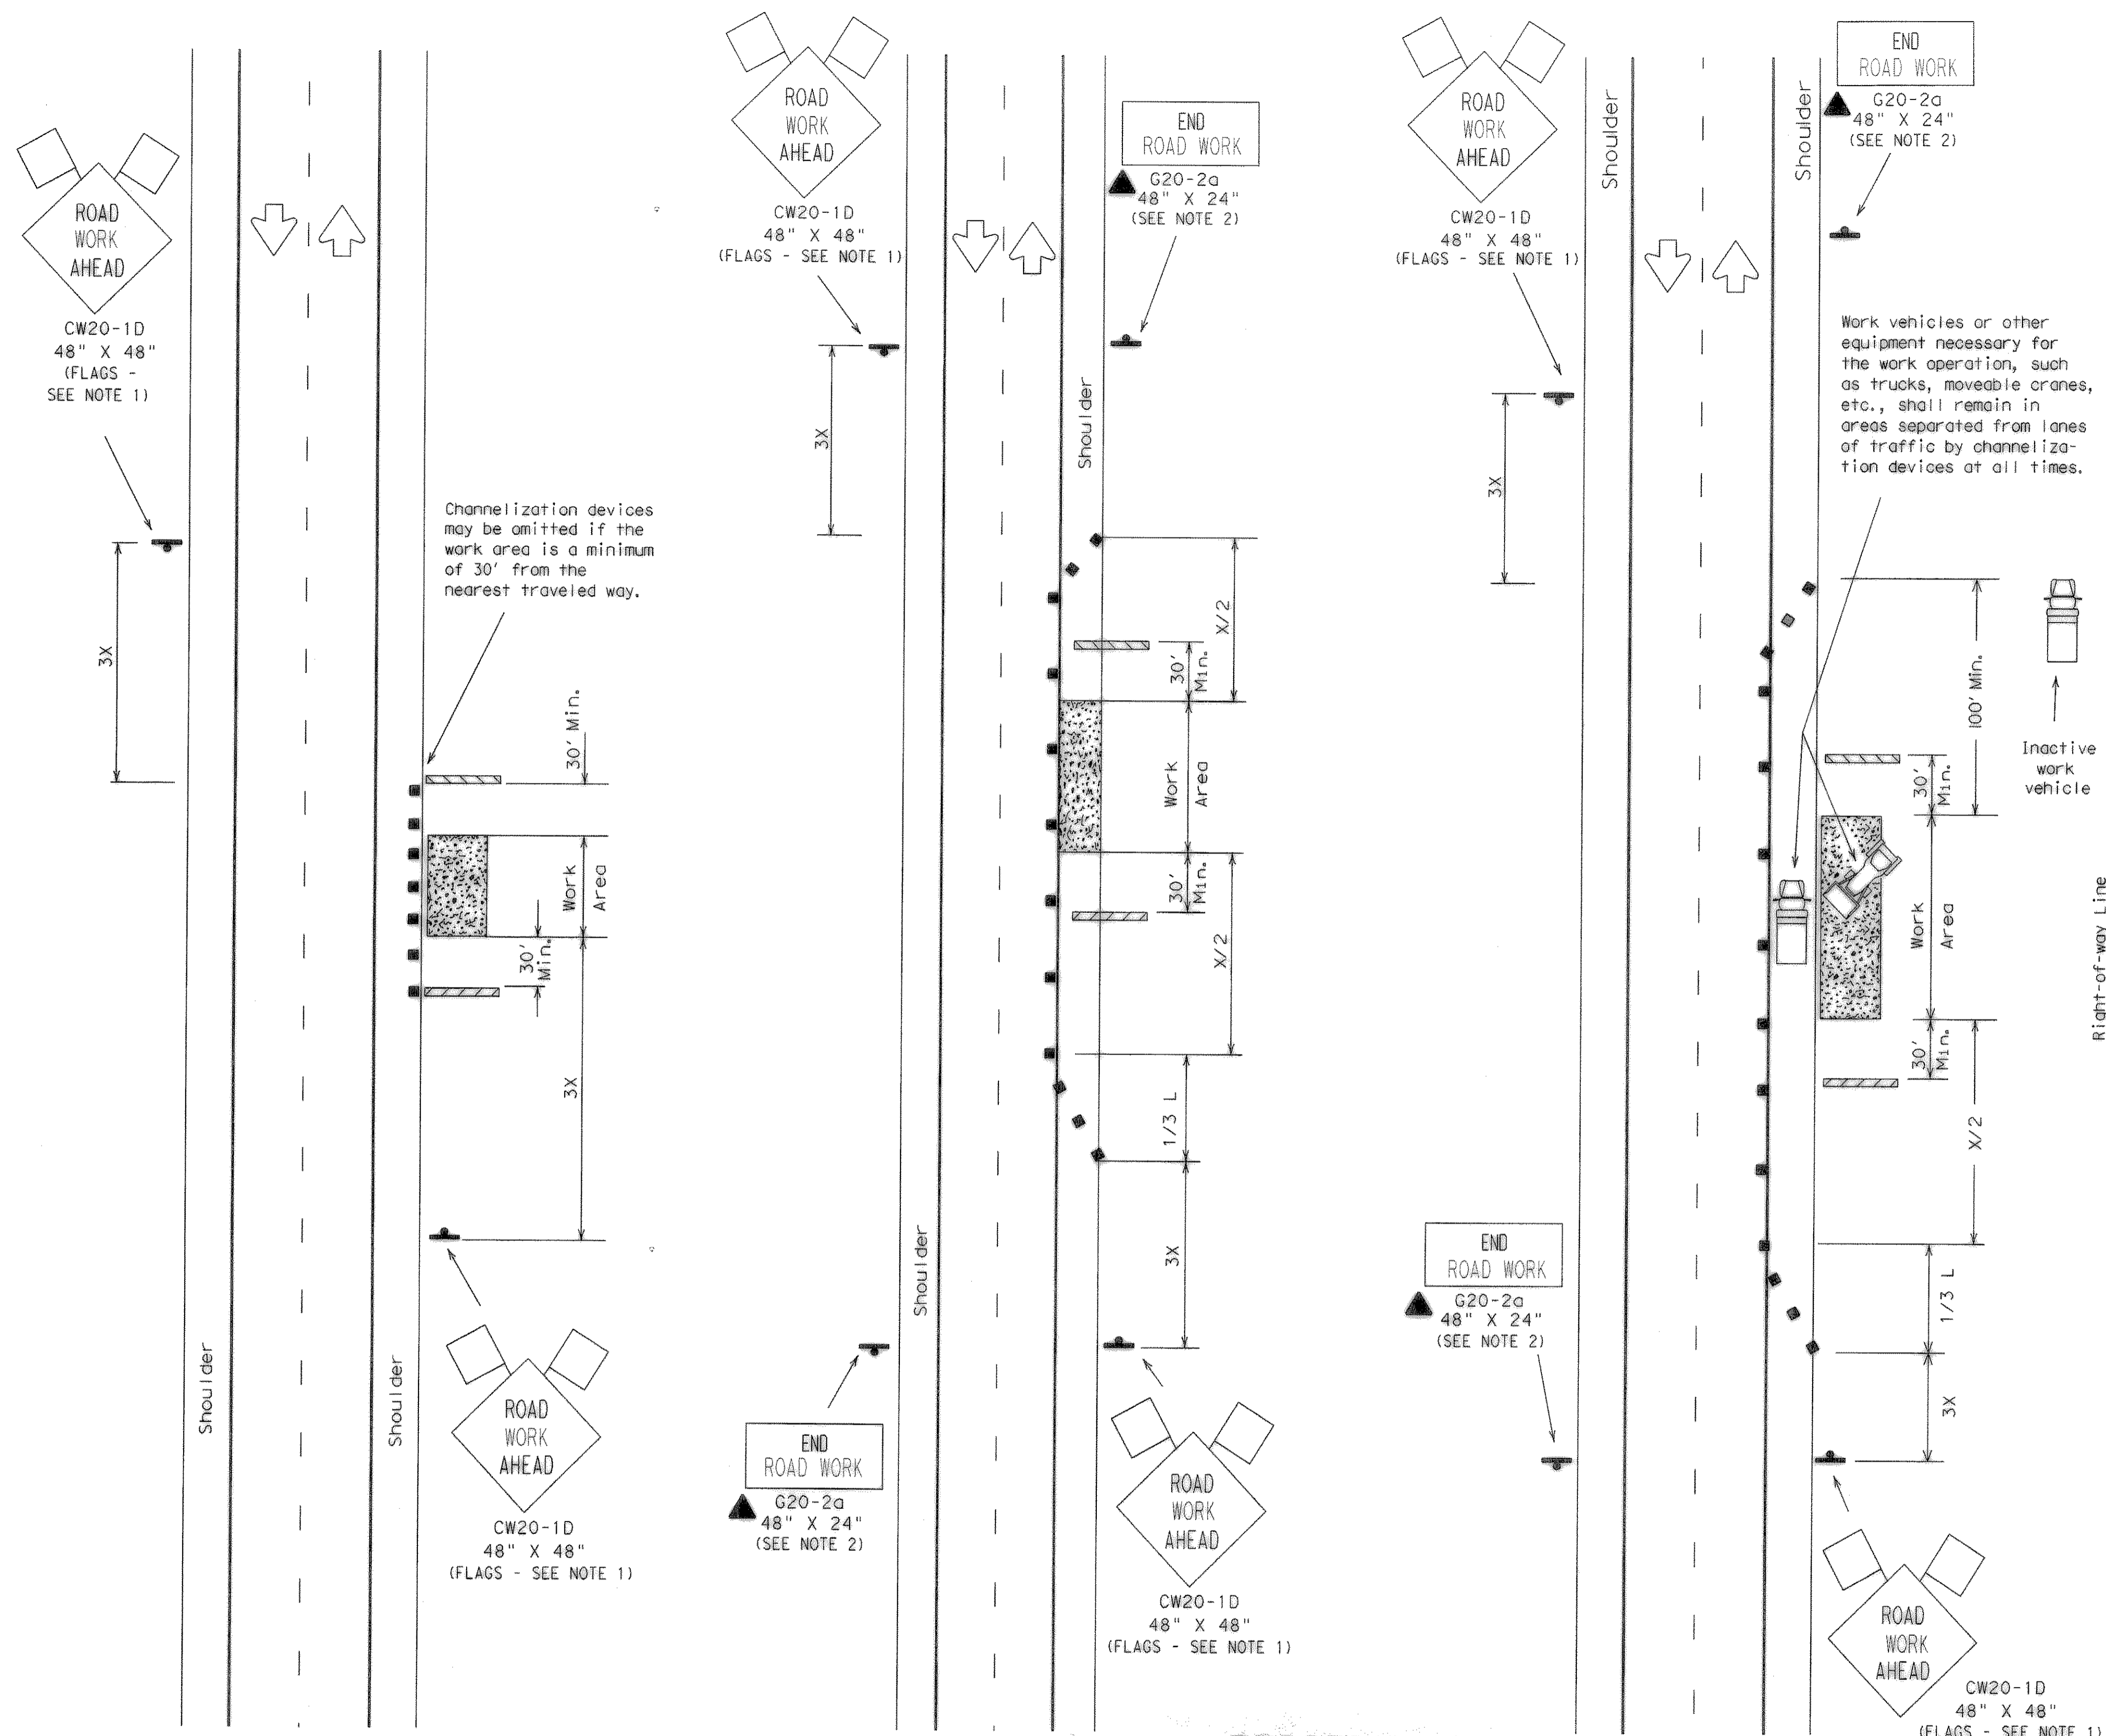 ROAD
WORK
AHEAD
CW20-1D
48" X 48"
(FLAGS -
SEE NOTE 1)
3X
Channelization devices
may be omitted if the
work area is a minimum
of 30' from the
nearest traveled way.
30' Min.
Work
Area
30'
Min.
3X
Shoulder
Shoulder
ROAD
WORK
AHEAD
CW20-1D
48" X 48"
(FLAGS - SEE NOTE 1)
ROAD
WORK
AHEAD
CW20-1D
48" X 48"
(FLAGS - SEE NOTE 1)
END
ROAD WORK
G20-2a
48" X 24"
(SEE NOTE 2)
3X
Shoulder
X/2
30'
Min.
Work
Area
30'
Min.
X/2
1/3 L
3X
Shoulder
END
ROAD WORK
G20-2a
48" X 24"
(SEE NOTE 2)
ROAD
WORK
AHEAD
CW20-1D
48" X 48"
(FLAGS - SEE NOTE 1)
ROAD
WORK
AHEAD
CW20-1D
48" X 48"
(FLAGS - SEE NOTE 1)
Shoulder
Shoulder
END
ROAD WORK
G20-2a
48" X 24"
(SEE NOTE 2)
Work vehicles or other
equipment necessary for
the work operation, such
as trucks, moveable cranes,
etc., shall remain in
areas separated from lanes
of traffic by channeliza-
tion devices at all times.
3X
100' Min.
Inactive
work
vehicle
30'
Min.
Work
Area
Right-of-way Line
30'
Min.
X/2
1/3 L
3X
END
ROAD WORK
G20-2a
48" X 24"
(SEE NOTE 2)
ROAD
WORK
AHEAD
CW20-1D
48" X 48"
(FLAGS - SEE NOTE 1)